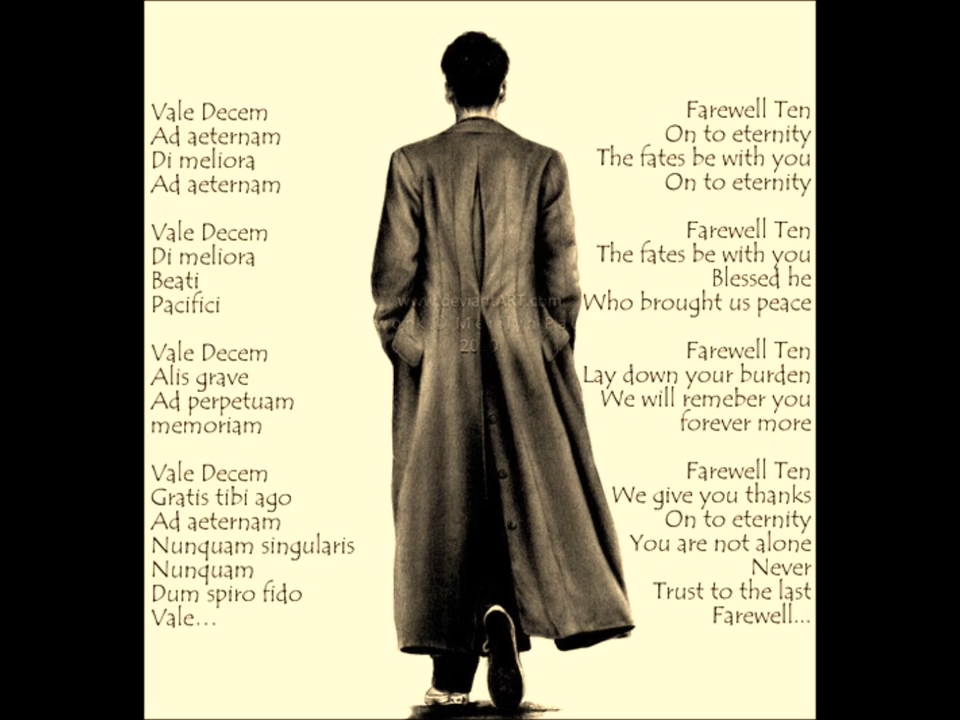 Vale Decem
Ad aeternam
Di meliora
Ad aeternam
Vale Decem
Di meliora
Beati
Pacifici
Vale Decem
Alis grave
Ad perpetuam
memoriam
Vale Decem
Gratis tibi ago
Ad aeternam
Nunquam singularis
Nunquam
Dum spiro fido
Vale...
Farewell Ten
On to eternity
The fates be with you
On to eternity
Farewell Ten
The fates be with you
Blessed he
Who brought us peace
Farewell Ten
Lay down your burden
We will remeber you
forever more
Farewell Ten
We give you thanks
On to eternity
You are not alone
Never
Trust to the last
Farewell...
www.deviantART.com